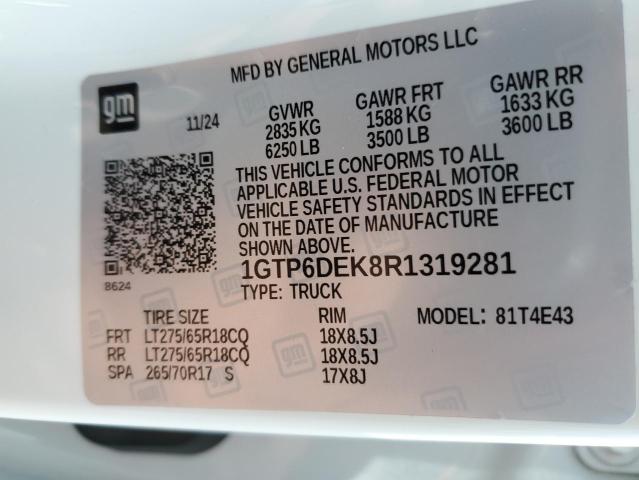 MFD BY GENERAL MOTORS LLC
gm
11/24
GVWR
2835 KG
6250 LB
GAWR FRT
1588 KG
3500 LB
GAWR RR
1633 KG
3600 LB
THIS VEHICLE CONFORMS TO ALL
APPLICABLE U.S. FEDERAL MOTOR
VEHICLE SAFETY STANDARDS IN EFFECT
ON THE DATE OF MANUFACTURE
SHOWN ABOVE.
8624
1GTP6DEK8R1319281
TYPE: TRUCK
TIRE SIZE RIM MODEL: 81T4E43
FRT LT275/65R18CQ 18X8.5J
RR LT275/65R18CQ 18X8.5J
SPA 265/70R17 S 17X8J